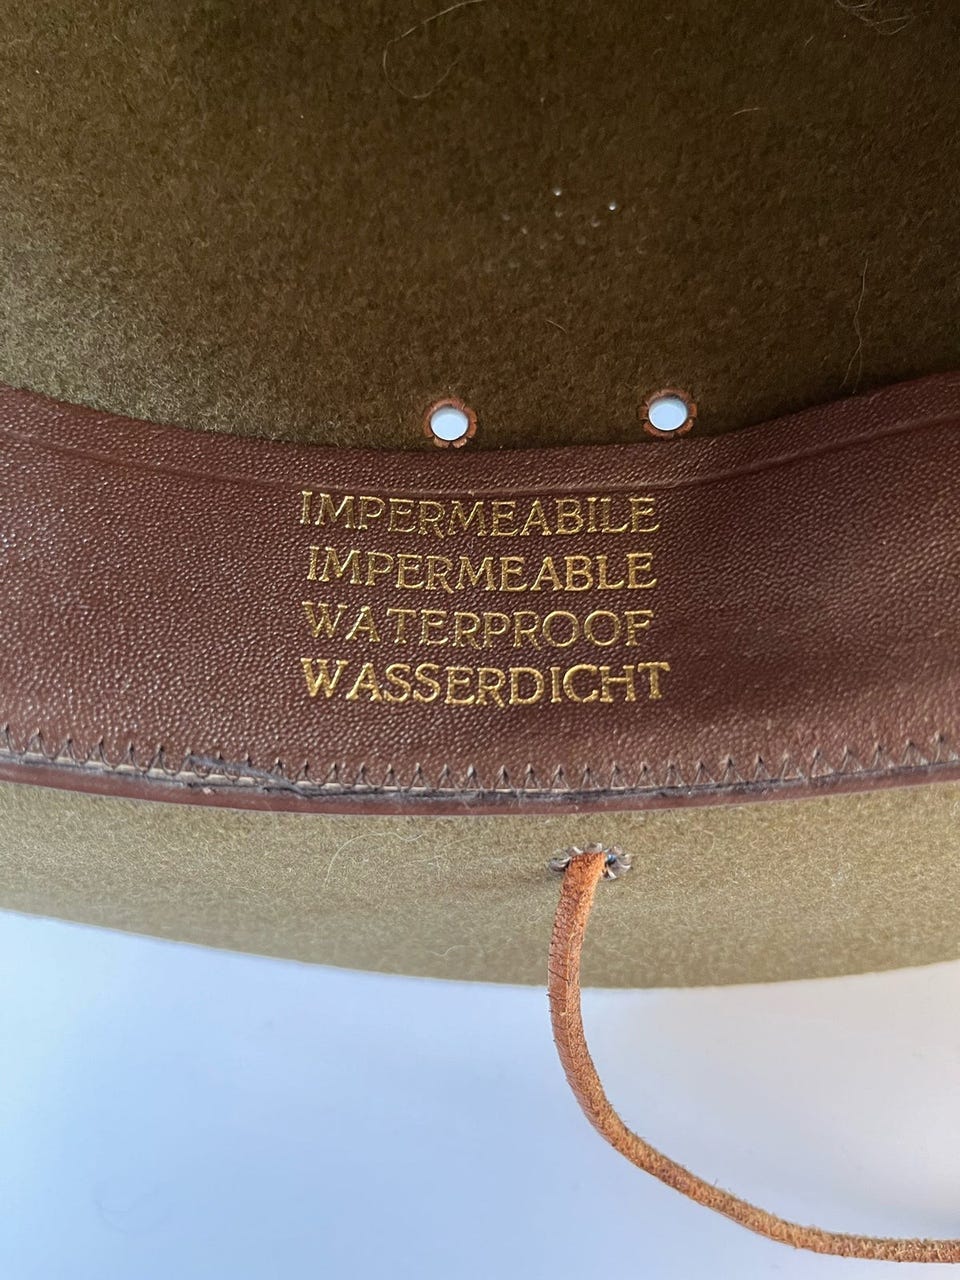 IMPERMEABILE
IMPERMEABLE
WATERPROOF
WASSERDICHT